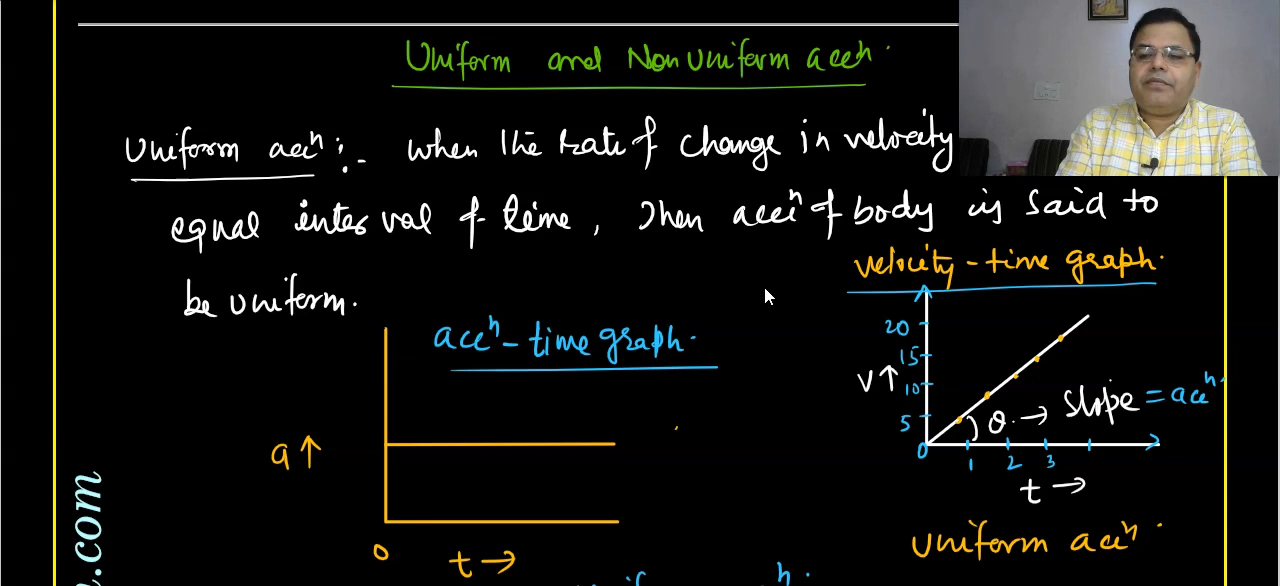 Uniform and Non uniform accn.
Uniform accn :- when the rate of change in velocity
equal interval of time, then accn of body is said to
be uniform.
velocity - time graph.
accn - time graph.
20
15
V↑ 10
5
0
1 2 3
θ → Slope = accn.
t →
a ↑
0
t →
uniform accn.
n.com